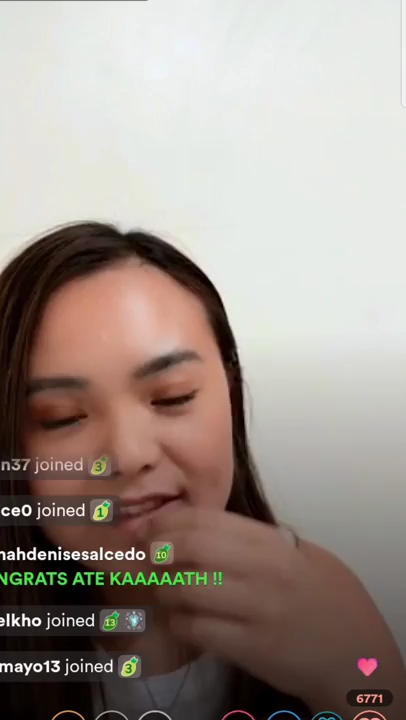 n37 joined 3
ce0 joined 1
nahdenisesalcedo 10
NGRATS ATE KAAAAATH !!
elkho joined 13
mayo13 joined 3
6771